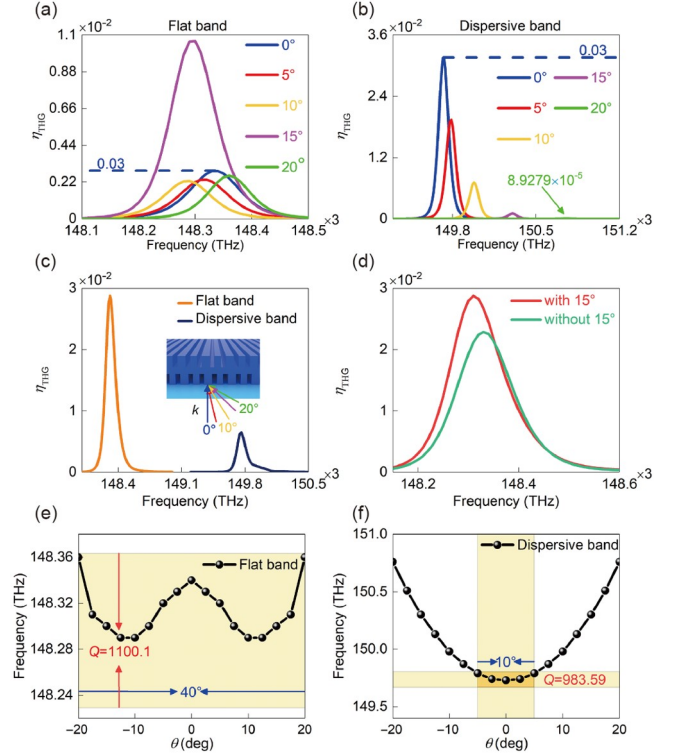 (a)
Flat band
×10⁻²
1.1
0.88
0.66
0.44
0.22
0
η_THG
0.03
0°
5°
10°
15°
20°
148.1
148.2
148.3
148.4
148.5
×3
Frequency (THz)
(b)
Dispersive band
×10⁻²
3.6
2.4
1.2
0
η_THG
0.03
0°
15°
5°
20°
10°
8.9279×10⁻⁵
149.8
150.5
151.2
×3
Frequency (THz)
(c)
×10⁻²
3
2
1
0
η_THG
Flat band
Dispersive band
k
0°
10°
20°
148.4
149.1
149.8
150.5
×3
Frequency (THz)
(d)
×10⁻²
3
2
1
0
η_THG
with 15°
without 15°
148.2
148.4
148.6
×3
Frequency (THz)
(e)
148.36
148.32
148.28
148.24
Frequency (THz)
Flat band
Q=1100.1
40°
−20
−10
0
10
20
θ (deg)
(f)
151.0
150.5
150.0
149.5
Frequency (THz)
Dispersive band
10°
Q=983.59
−20
−10
0
10
20
θ (deg)